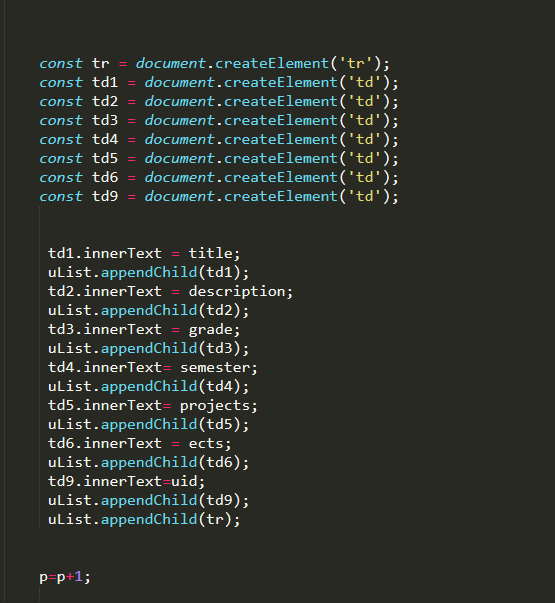 const tr = document.createElement('tr');
const td1 = document.createElement('td');
const td2 = document.createElement('td');
const td3 = document.createElement('td');
const td4 = document.createElement('td');
const td5 = document.createElement('td');
const td6 = document.createElement('td');
const td9 = document.createElement('td');
td1.innerText = title;
uList.appendChild(td1);
td2.innerText = description;
uList.appendChild(td2);
td3.innerText = grade;
uList.appendChild(td3);
td4.innerText= semester;
uList.appendChild(td4);
td5.innerText= projects;
uList.appendChild(td5);
td6.innerText = ects;
uList.appendChild(td6);
td9.innerText=uid;
uList.appendChild(td9);
uList.appendChild(tr);
p=p+1;